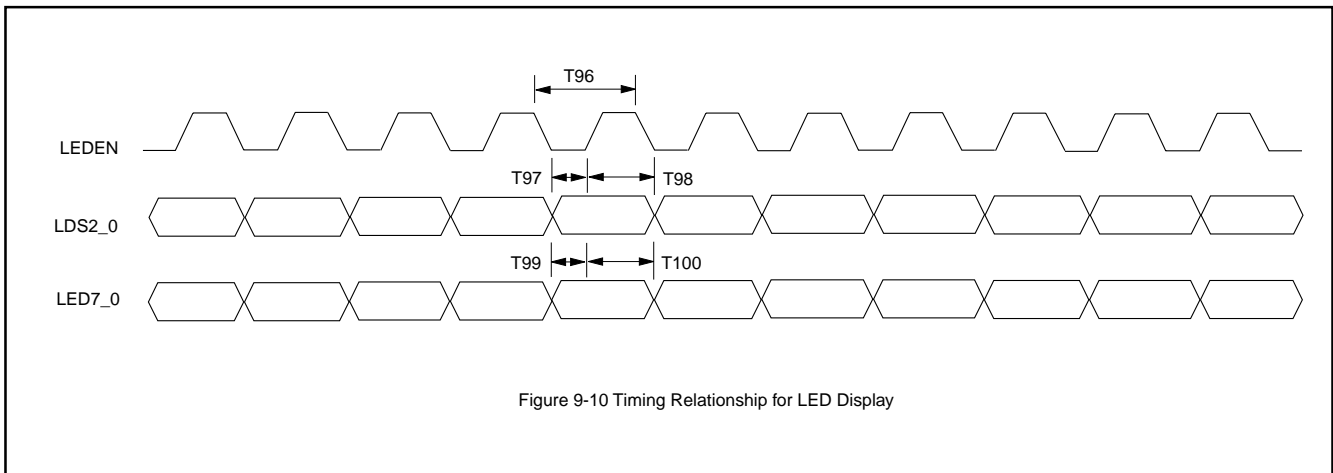 T96
LEDEN
T97 T98
LDS2_0
T99 T100
LED7_0
Figure 9-10 Timing Relationship for LED Display